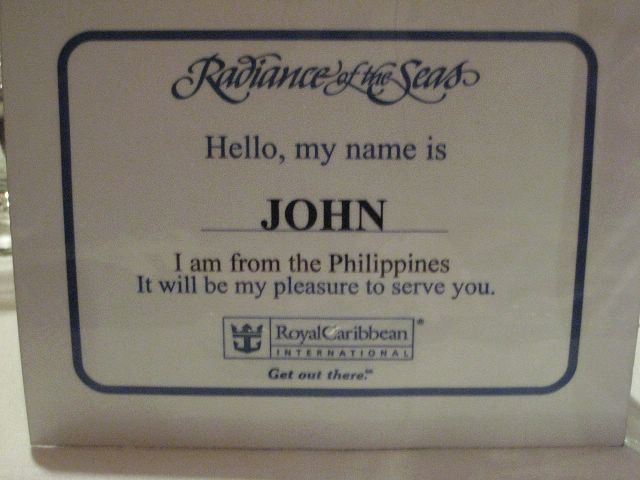 Radiance of the Seas
Hello, my name is
JOHN
I am from the Philippines
It will be my pleasure to serve you.
RoyalCaribbean®
INTERNATIONAL
Get out there.℠